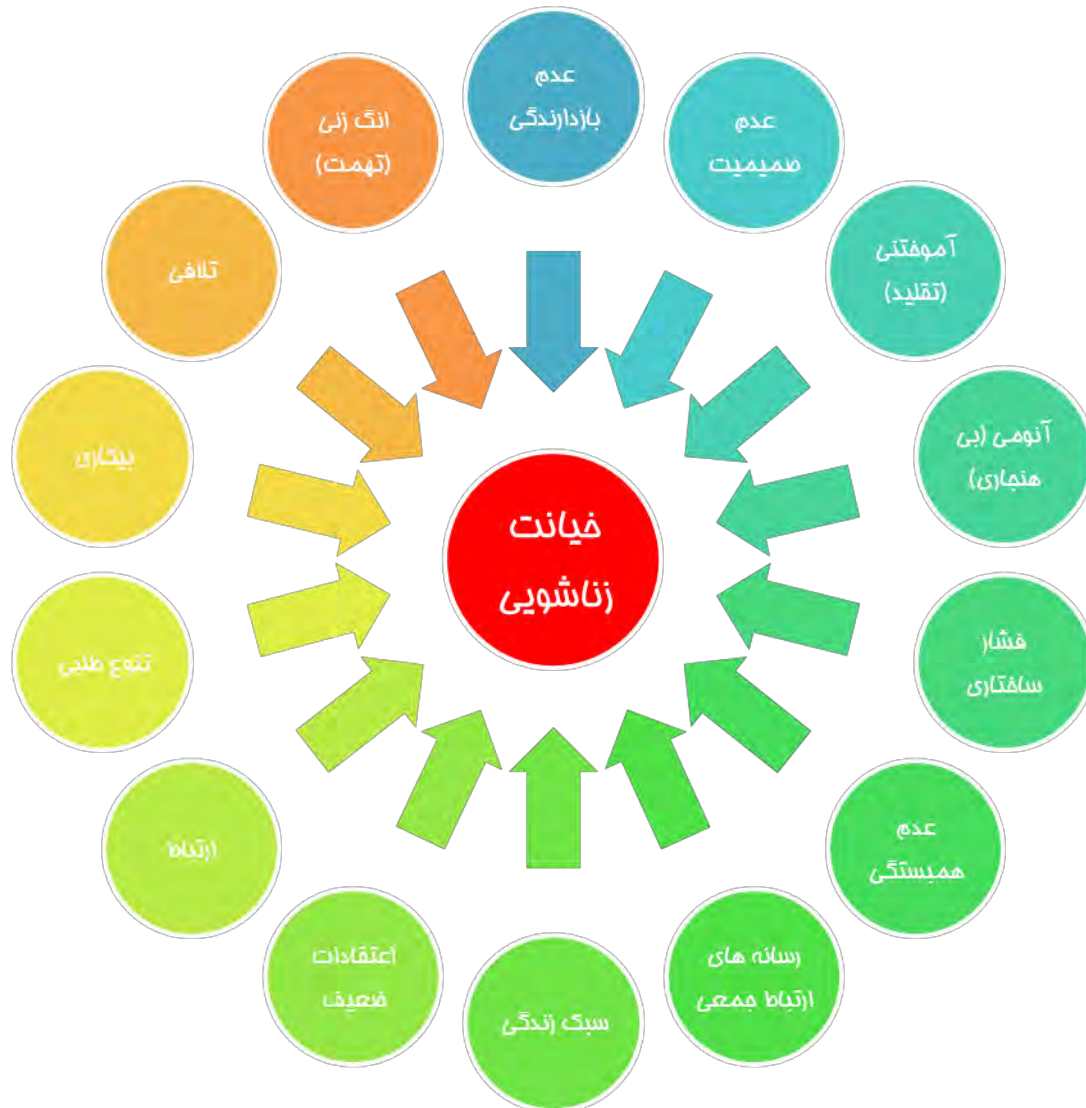 عدم
بازدارندگی
عدم
صمیمیت
آموختنی
(تقلید)
آنومی (بی
هنجاری)
فشار
ساختاری
عدم
همبستگی
رسانه های
ارتباط جمعی
سبک زندگی
اعتقادات
ضعیف
ارتباط
تنوع طلبی
بیکاری
تلافی
انگ زنی
(تهمت)
خیانت
زناشویی